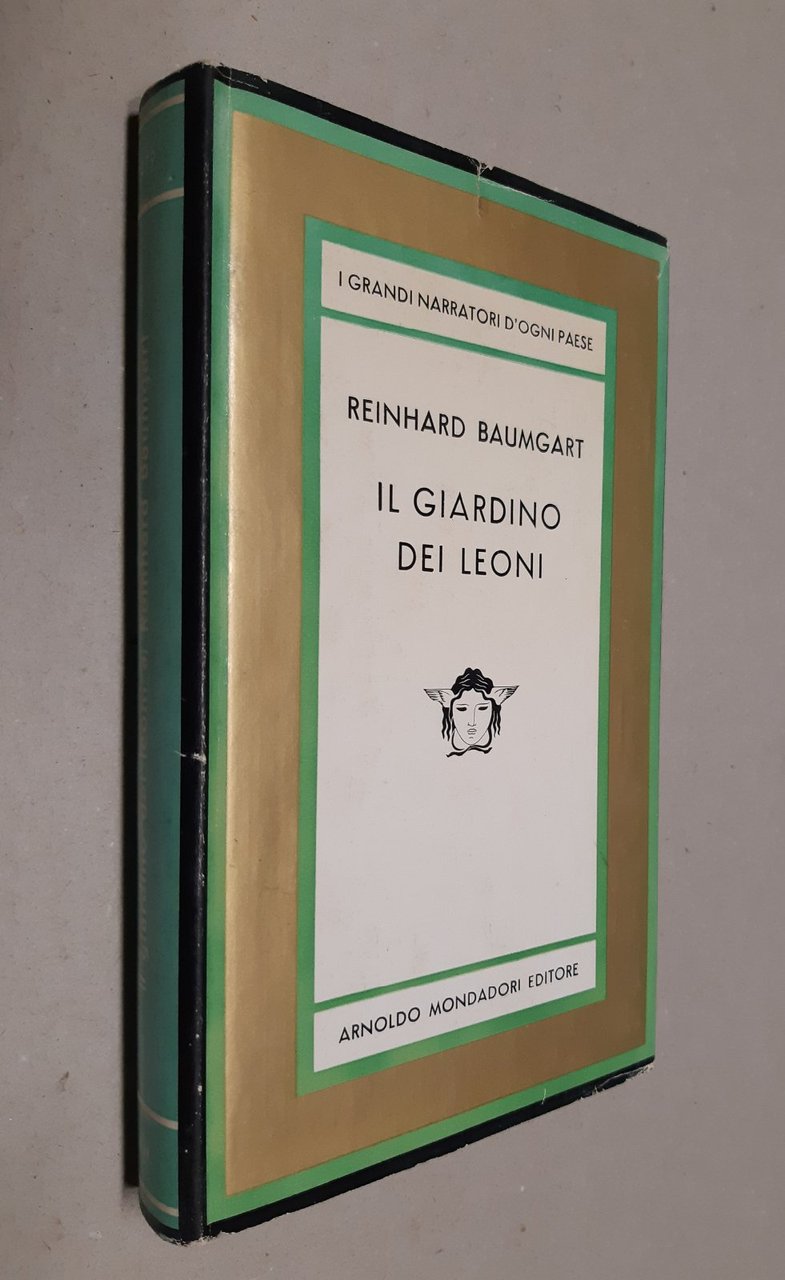 I GRANDI NARRATORI D'OGNI PAESE
REINHARD BAUMGART
IL GIARDINO
DEI LEONI
ARNOLDO MONDADORI EDITORE